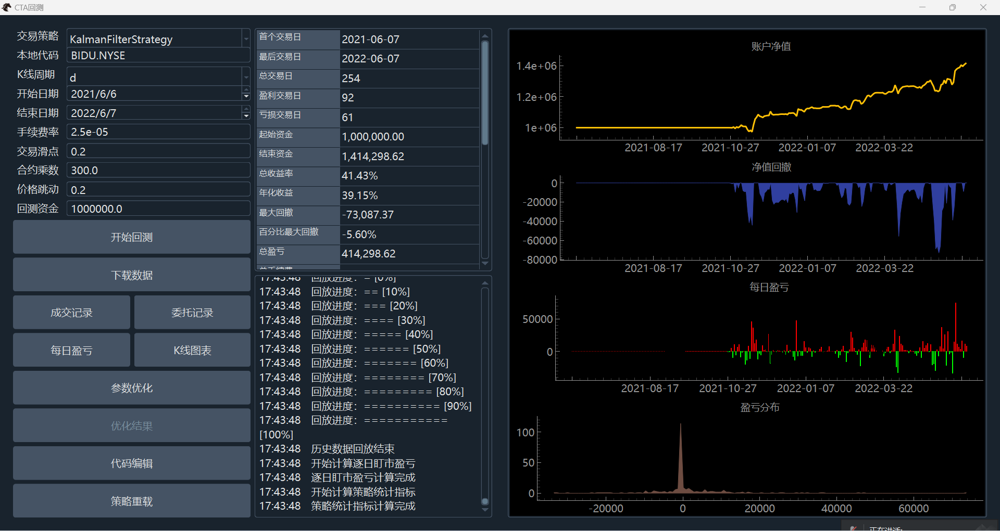 CTA回测
交易策略 KalmanFilterStrategy
本地代码 BIDU.NYSE
K线周期 d
开始日期 2021/6/6
结束日期 2022/6/7
手续费率 2.5e-05
交易滑点 0.2
合约乘数 300.0
价格跳动 0.2
回测资金 1000000.0
开始回测
下载数据
成交记录 委托记录
每日盈亏 K线图表
参数优化
优化结果
代码编辑
策略重载
首个交易日 2021-06-07
最后交易日 2022-06-07
总交易日 254
盈利交易日 92
亏损交易日 61
起始资金 1,000,000.00
结束资金 1,414,298.62
总收益率 41.43%
年化收益 39.15%
最大回撤 -73,087.37
百分比最大回撤 -5.60%
总盈亏 414,298.62
总手续费
17:43:48 回放进度： = [0%]
17:43:48 回放进度： == [10%]
17:43:48 回放进度： === [20%]
17:43:48 回放进度： ==== [30%]
17:43:48 回放进度： ===== [40%]
17:43:48 回放进度： ====== [50%]
17:43:48 回放进度： ======= [60%]
17:43:48 回放进度： ======== [70%]
17:43:48 回放进度： ========= [80%]
17:43:48 回放进度： ========== [90%]
17:43:48 回放进度： ===========
[100%]
17:43:48 历史数据回放结束
17:43:48 开始计算逐日盯市盈亏
17:43:48 逐日盯市盈亏计算完成
17:43:48 开始计算策略统计指标
17:43:48 策略统计指标计算完成
账户净值
1.4e+06
1.2e+06
1e+06
2021-08-17 2021-10-27 2022-01-07 2022-03-22
净值回撤
0
-20000
-40000
-60000
-80000
2021-08-17 2021-10-27 2022-01-07 2022-03-22
每日盈亏
50000
0
2021-08-17 2021-10-27 2022-01-07 2022-03-22
盈亏分布
100
50
0
-20000 0 20000 40000 60000
正在讲话: